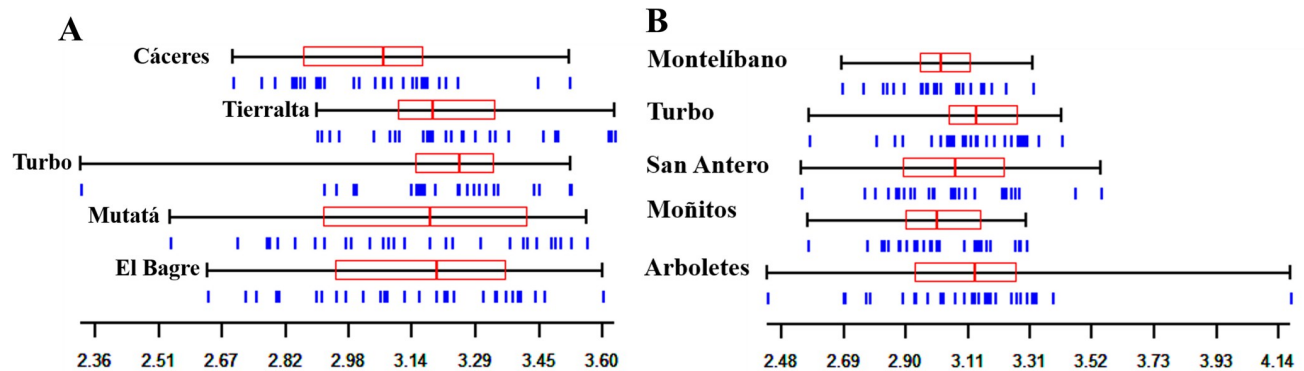 A
Cáceres
Tierralta
Turbo
Mutatá
El Bagre
2.36 2.51 2.67 2.82 2.98 3.14 3.29 3.45 3.60
B
Montelíbano
Turbo
San Antero
Moñitos
Arboletes
2.48 2.69 2.90 3.11 3.31 3.52 3.73 3.93 4.14